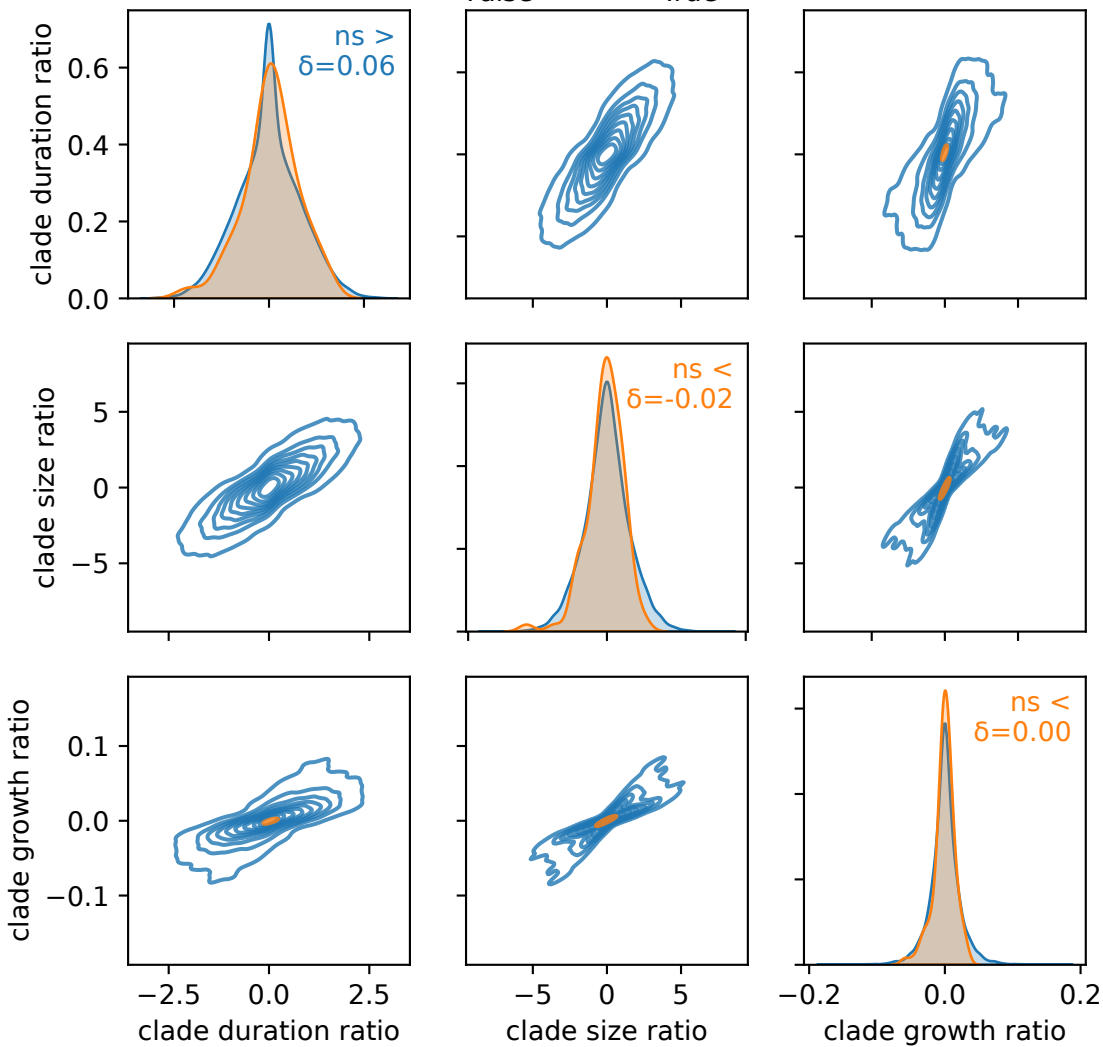 ns >
δ=0.06
clade duration ratio
0.6
0.4
0.2
0.0
ns <
δ=-0.02
clade size ratio
5
0
−5
ns <
δ=0.00
clade growth ratio
0.1
0.0
−0.1
−2.5 0.0 2.5 −5 0 5 −0.2 0.0 0.2
clade duration ratio clade size ratio clade growth ratio